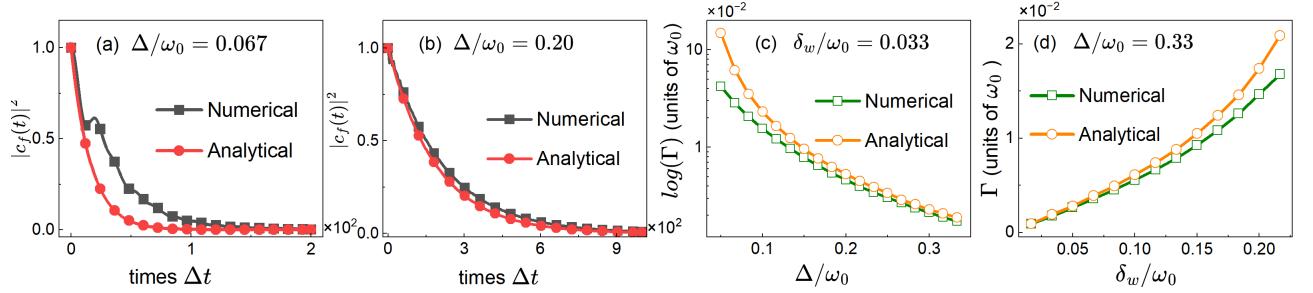 (a) Δ/ω₀ = 0.067
|c_f(t)|²
1.0
0.5
0.0
Numerical
Analytical
0
1
2
×10²
times Δt
(b) Δ/ω₀ = 0.20
|c_f(t)|²
1.0
0.5
0.0
Numerical
Analytical
0
3
6
9
×10²
times Δt
×10⁻²
(c) δ_w/ω₀ = 0.033
log(Γ) (units of ω₀)
10¹
10⁰
Numerical
Analytical
0.1
0.2
0.3
Δ/ω₀
×10⁻²
(d) Δ/ω₀ = 0.33
Γ (units of ω₀)
2
1
0
Numerical
Analytical
0.05
0.10
0.15
0.20
δ_w/ω₀